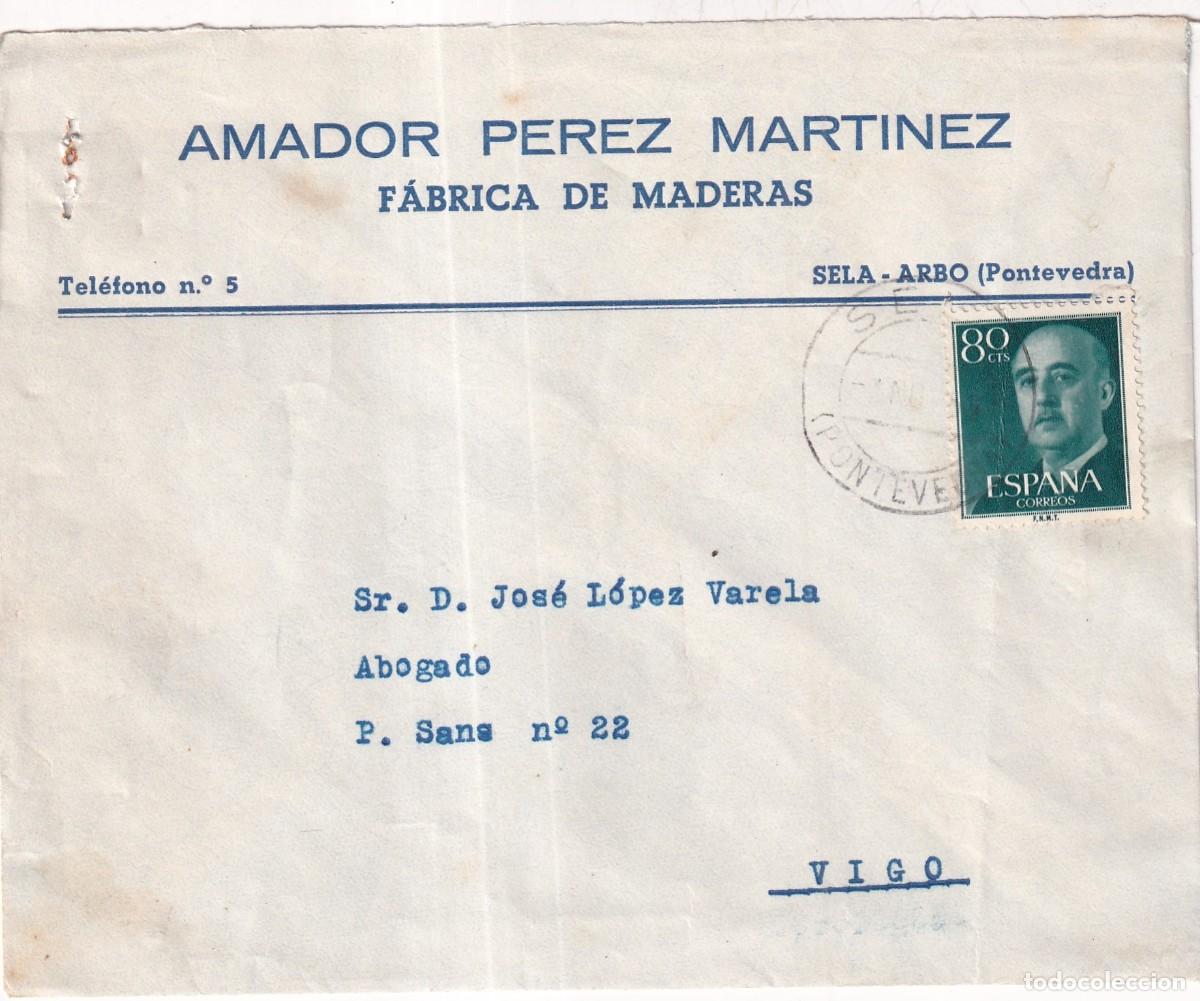 AMADOR PEREZ MARTINEZ
FÁBRICA DE MADERAS
Teléfono n.º 5
SELA - ARBO (Pontevedra)
80
CTS
ESPAÑA
CORREOS
F.N.M.T.
Sr. D. José López Varela
Abogado
P. Sans nº 22
VIGO
todocoleccion